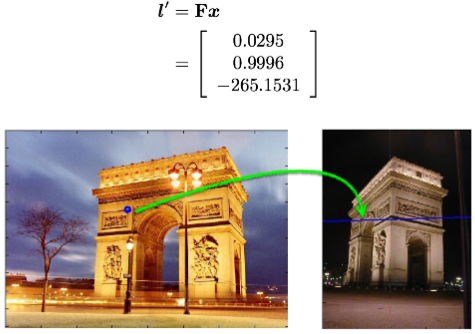 l′ = Fx
= [ 0.0295
0.9996
−265.1531 ]